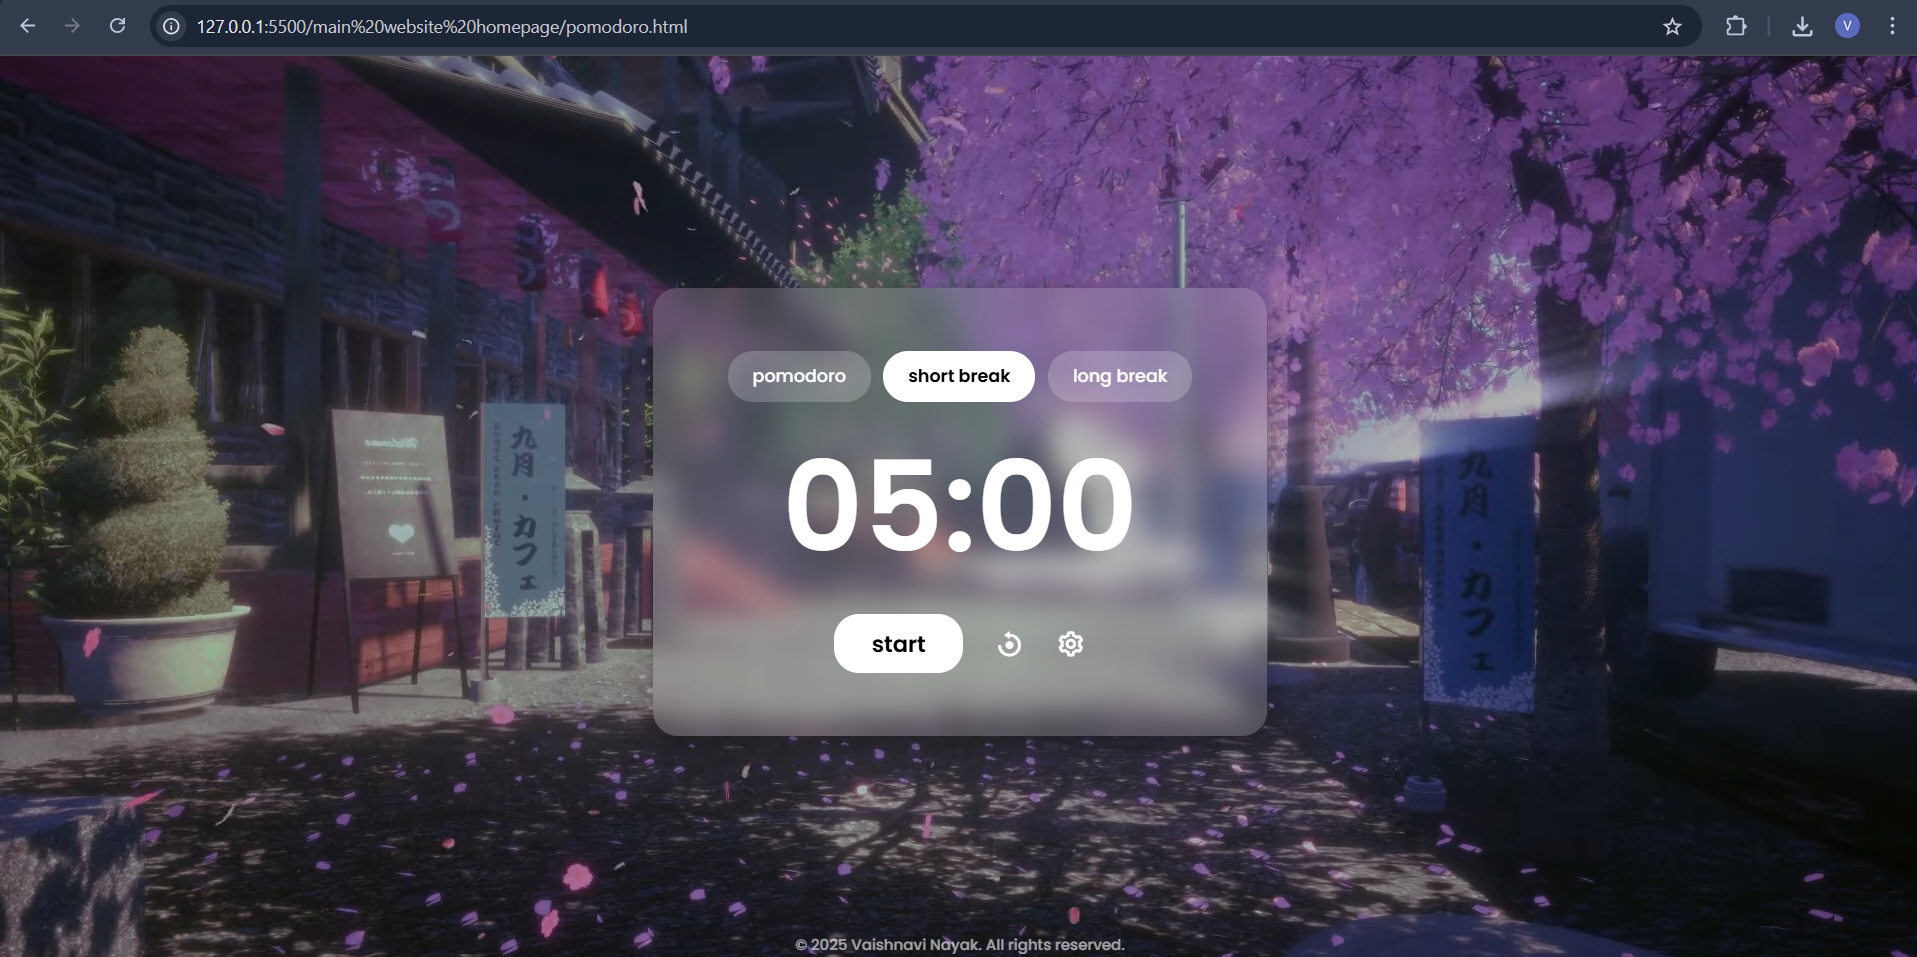 127.0.0.1:5500/main%20website%20homepage/pomodoro.html
V
Welcome
九月・カフェ
九月・カフェ
pomodoro
short break
long break
05:00
start
© 2025 Vaishnavi Nayak. All rights reserved.